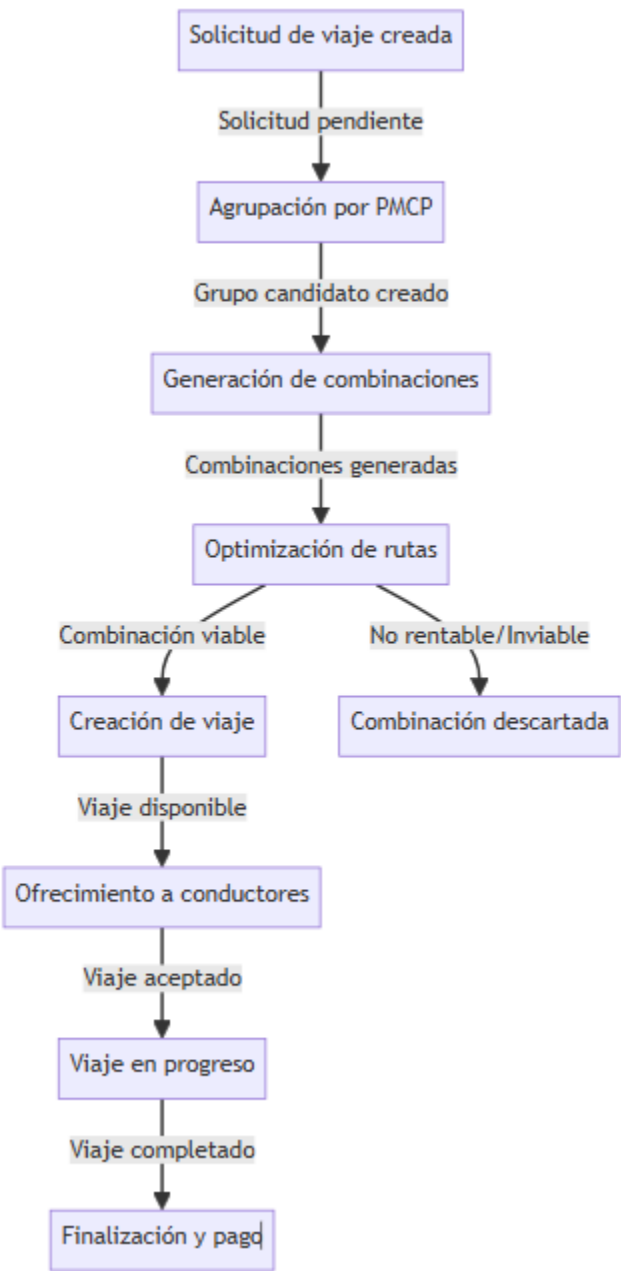 Solicitud de viaje creada
Solicitud pendiente
Agrupación por PMCP
Grupo candidato creado
Generación de combinaciones
Combinaciones generadas
Optimización de rutas
Combinación viable
No rentable/Inviable
Creación de viaje
Combinación descartada
Viaje disponible
Ofrecimiento a conductores
Viaje aceptado
Viaje en progreso
Viaje completado
Finalización y pago